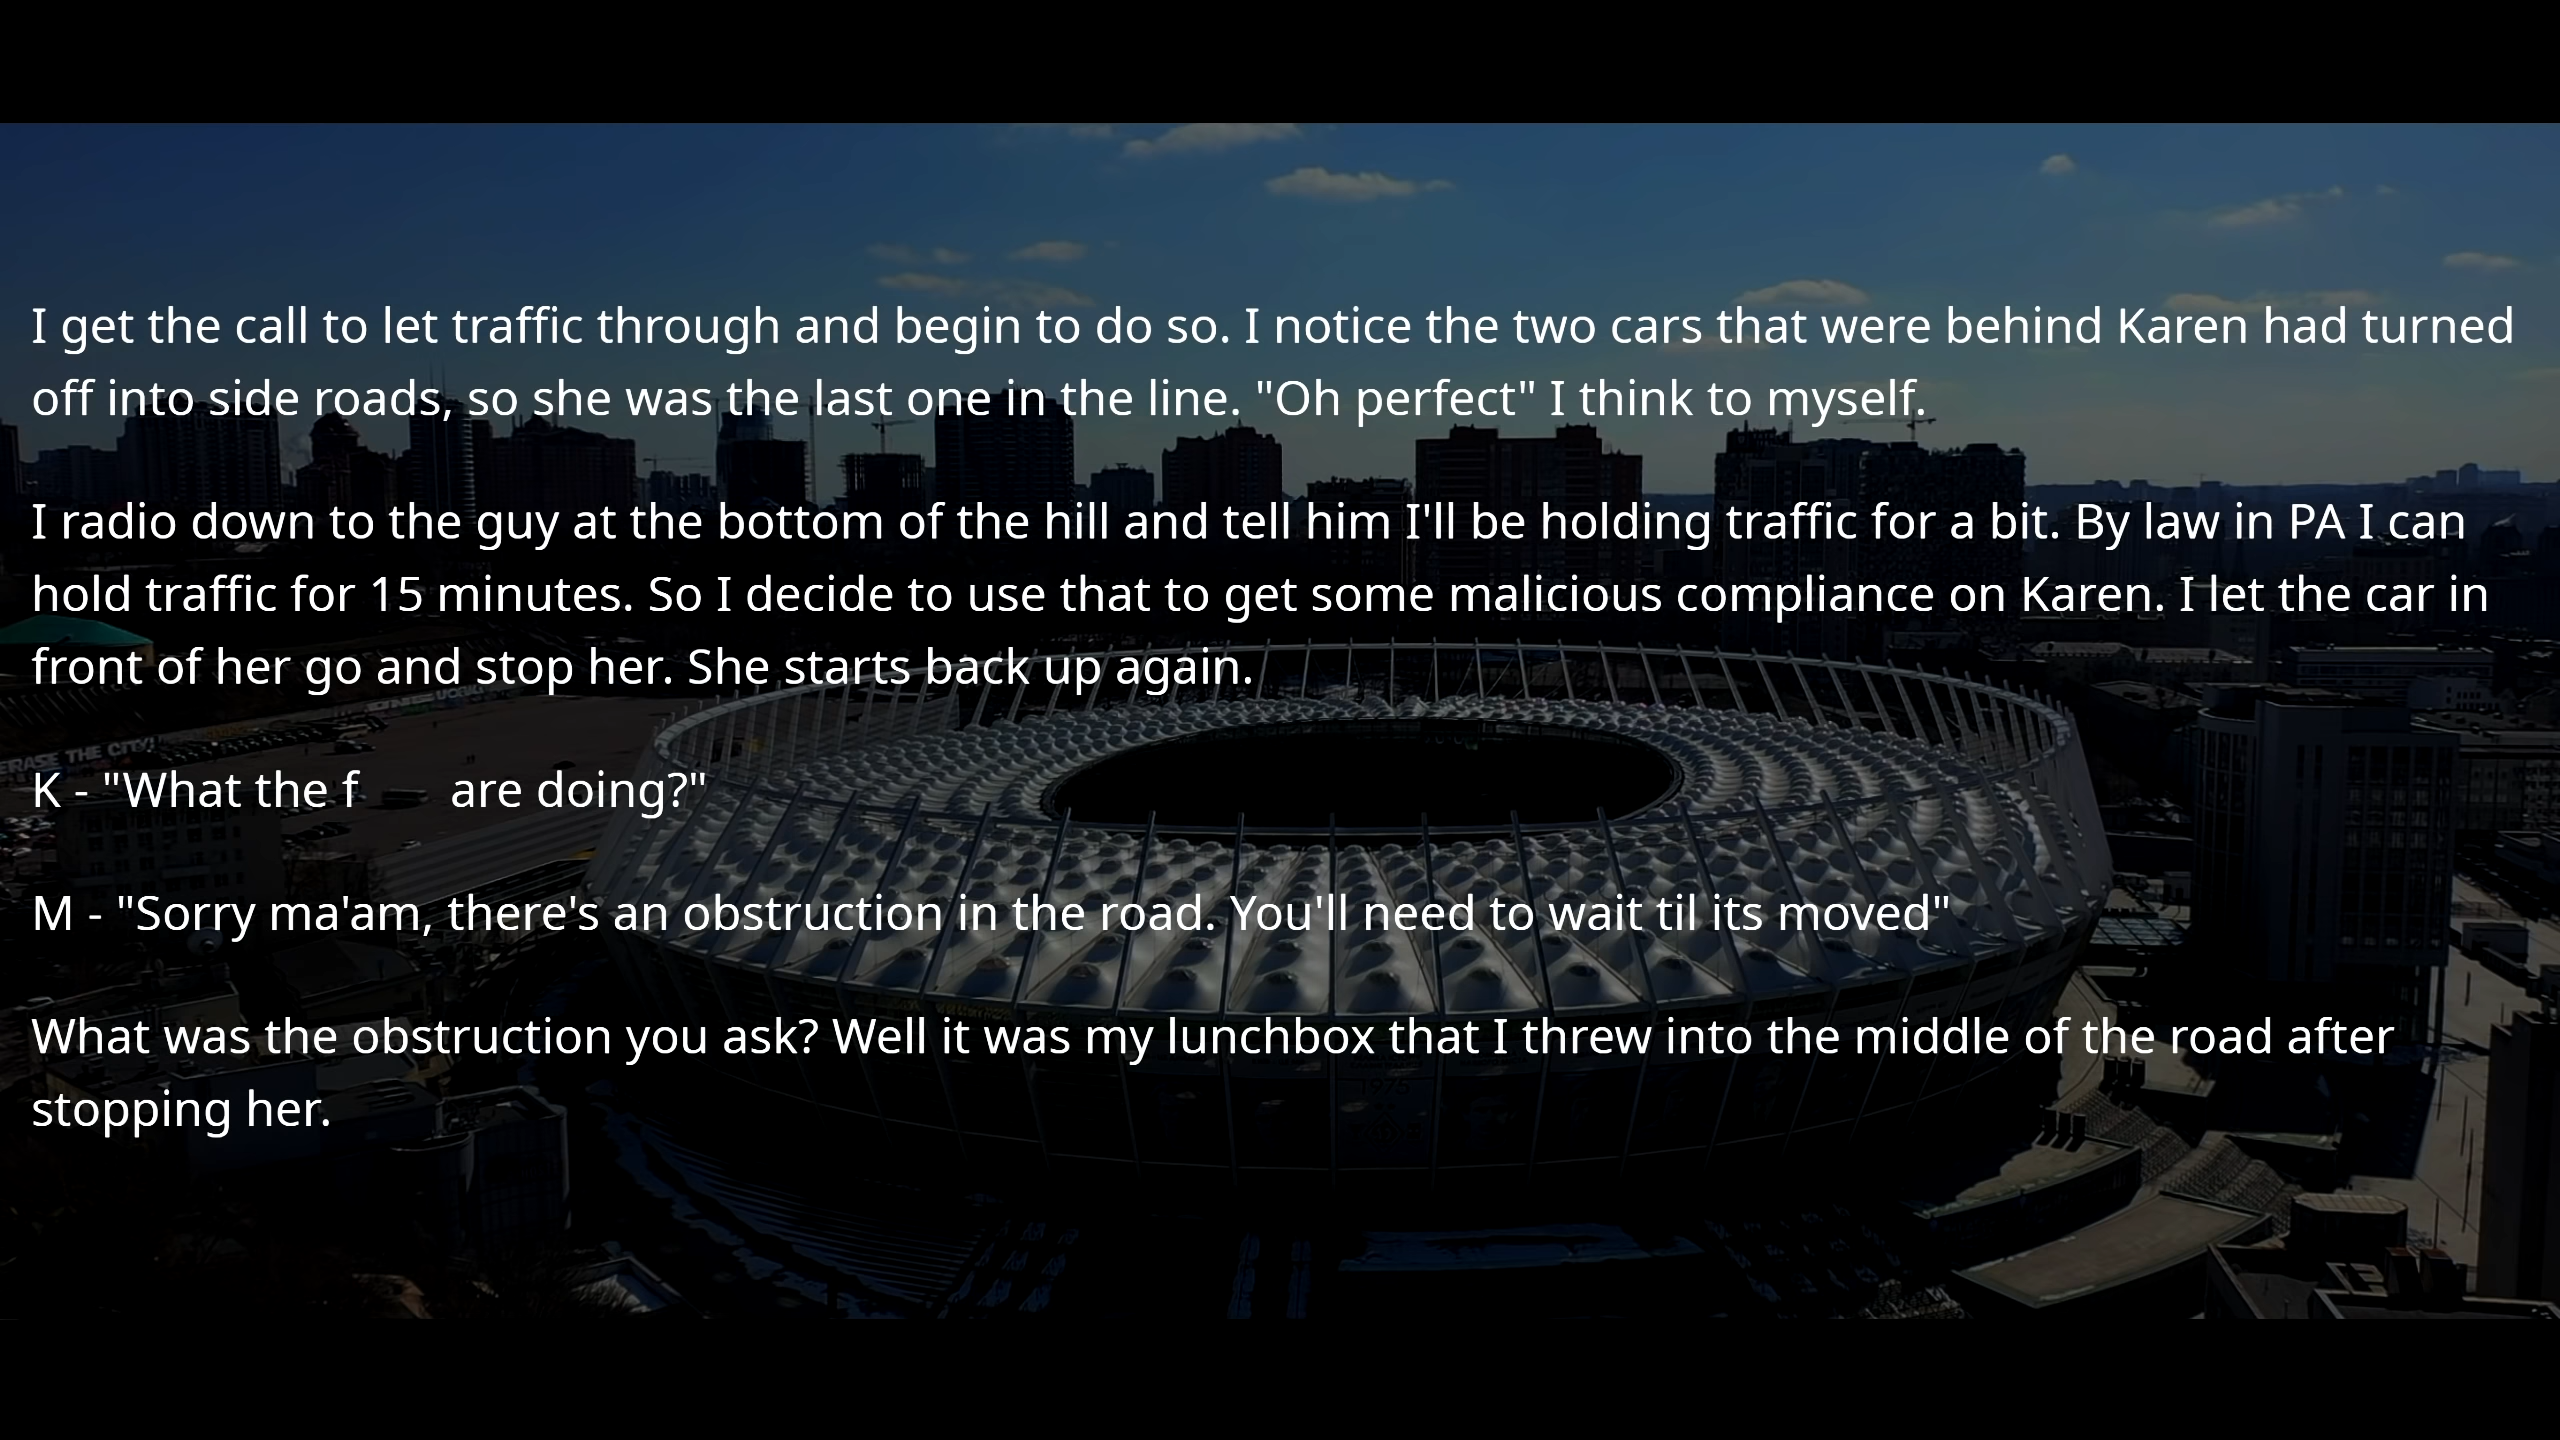 I get the call to let traffic through and begin to do so. I notice the two cars that were behind Karen had turned
off into side roads, so she was the last one in the line. "Oh perfect" I think to myself.
I radio down to the guy at the bottom of the hill and tell him I'll be holding traffic for a bit. By law in PA I can
hold traffic for 15 minutes. So I decide to use that to get some malicious compliance on Karen. I let the car in
front of her go and stop her. She starts back up again.
ERASE THE CITY
K - "What the f are doing?"
M - "Sorry ma'am, there's an obstruction in the road. You'll need to wait til its moved"
What was the obstruction you ask? Well it was my lunchbox that I threw into the middle of the road after
stopping her.